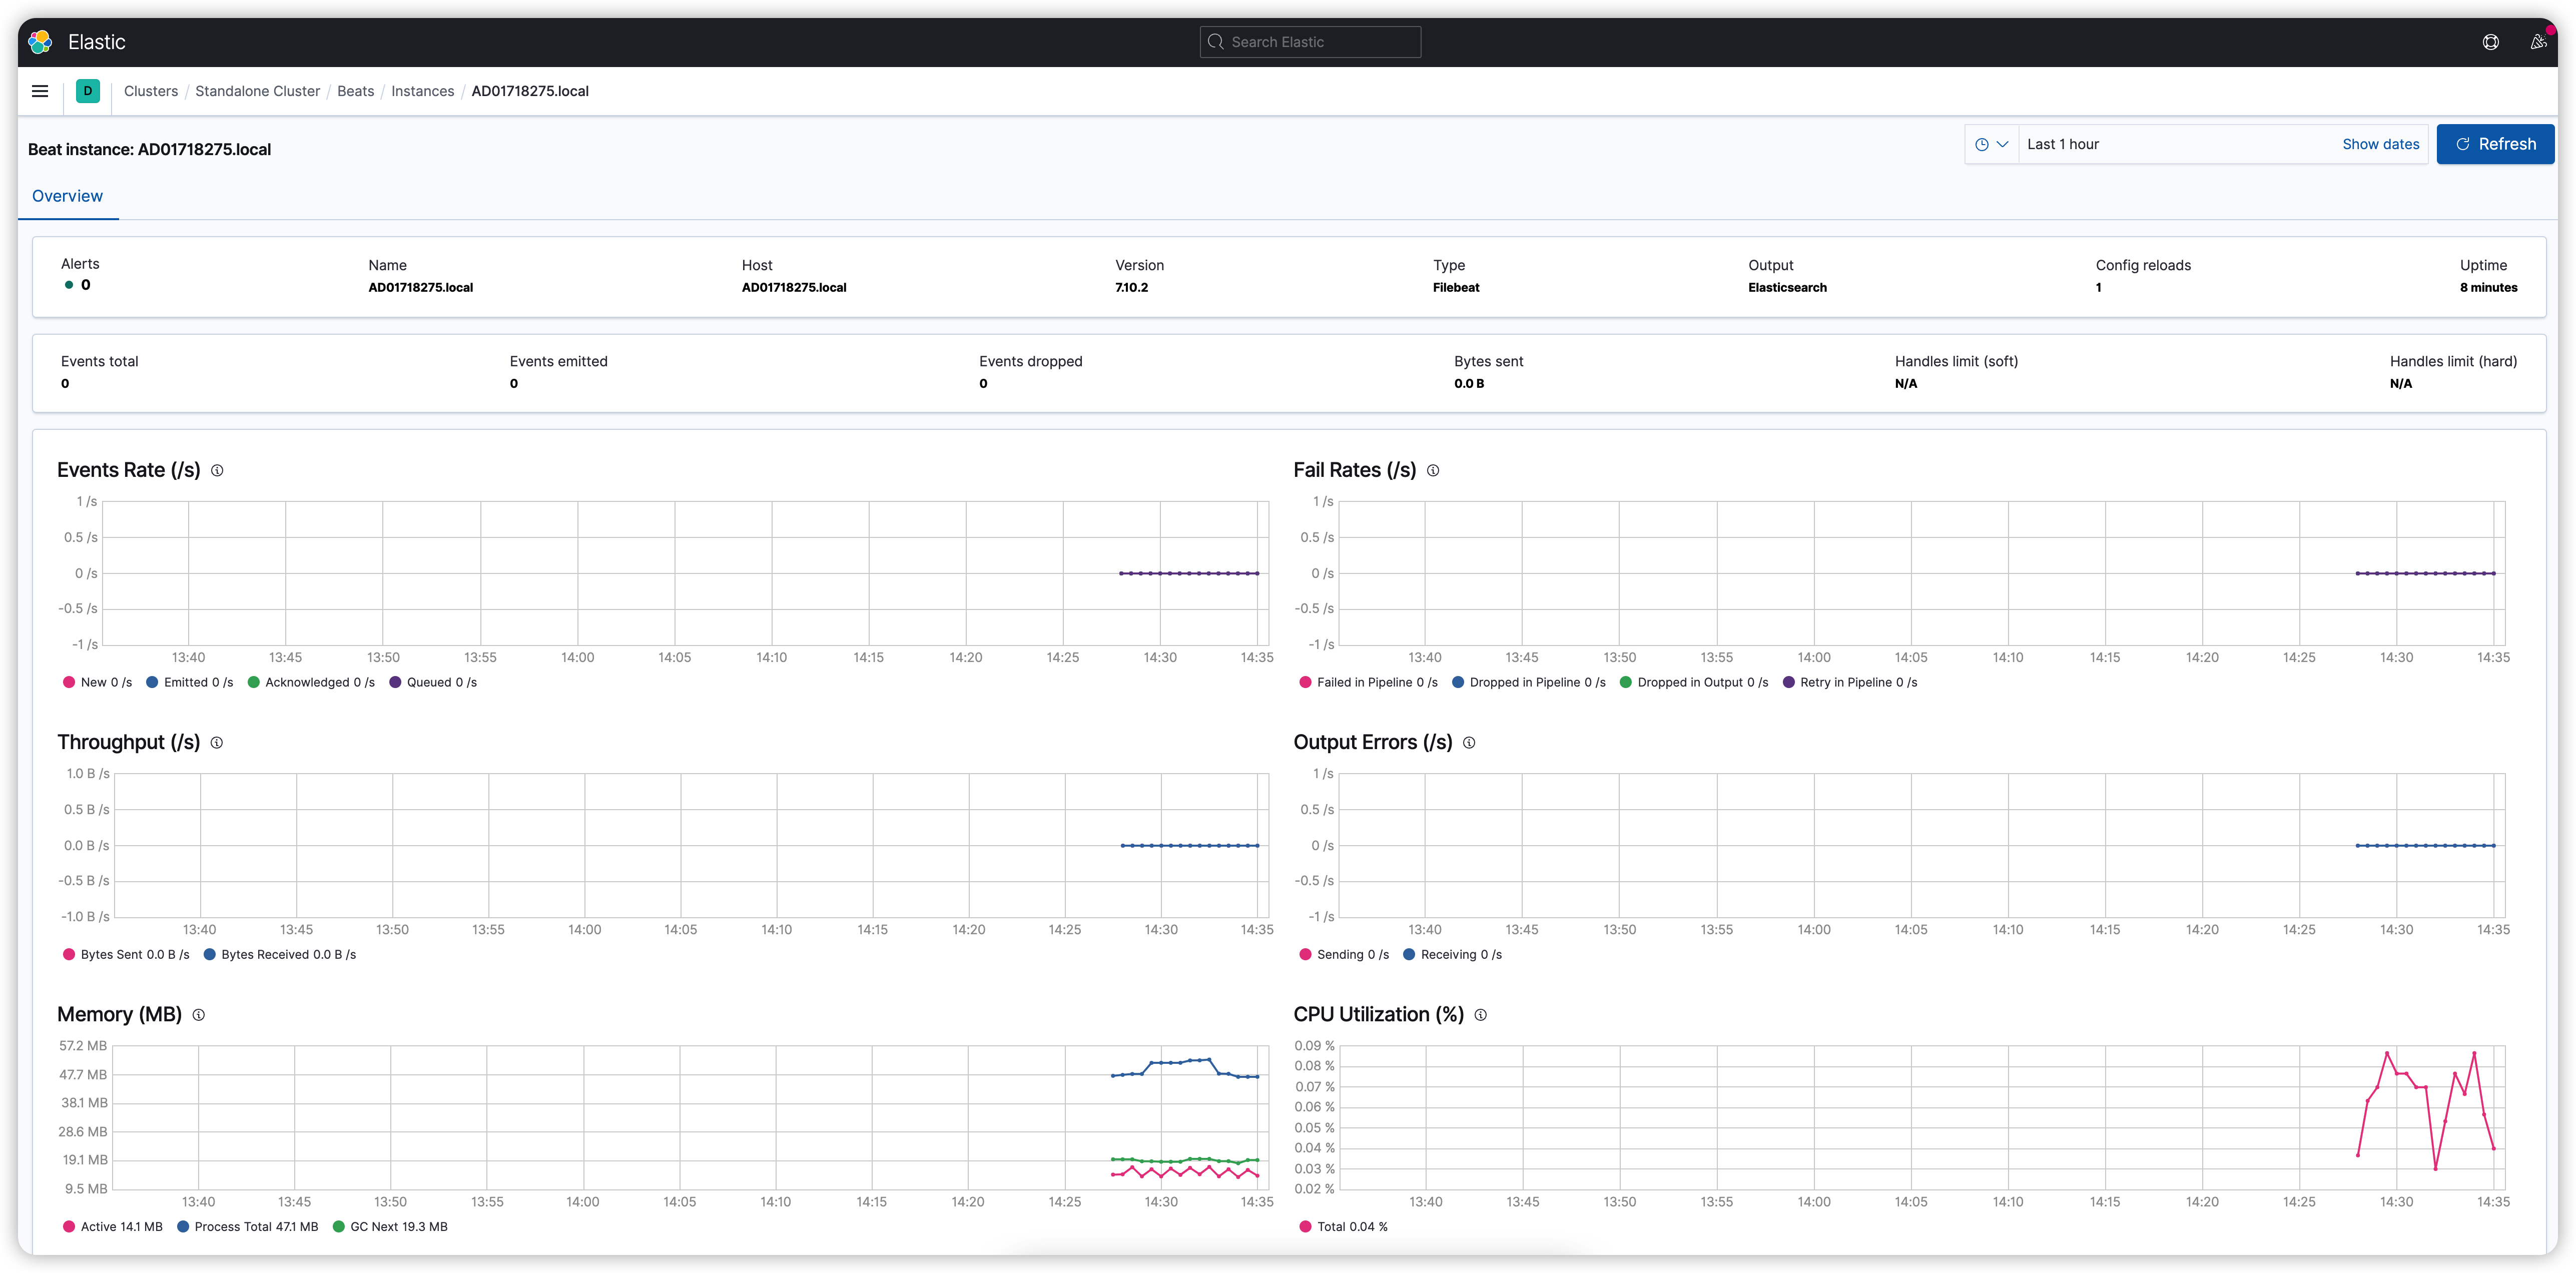 Elastic
Search Elastic
D
Clusters / Standalone Cluster / Beats / Instances / AD01718275.local
Beat instance: AD01718275.local
Last 1 hour
Show dates
Refresh
Overview
Alerts Name Host Version Type Output Config reloads Uptime
0 AD01718275.local AD01718275.local 7.10.2 Filebeat Elasticsearch 1 8 minutes
Events total Events emitted Events dropped Bytes sent Handles limit (soft) Handles limit (hard)
0 0 0 0.0 B N/A N/A
Events Rate (/s)
1 /s
0.5 /s
0 /s
-0.5 /s
-1 /s
13:40 13:45 13:50 13:55 14:00 14:05 14:10 14:15 14:20 14:25 14:30 14:35
New 0 /s Emitted 0 /s Acknowledged 0 /s Queued 0 /s
Fail Rates (/s)
1 /s
0.5 /s
0 /s
-0.5 /s
-1 /s
13:40 13:45 13:50 13:55 14:00 14:05 14:10 14:15 14:20 14:25 14:30 14:35
Failed in Pipeline 0 /s Dropped in Pipeline 0 /s Dropped in Output 0 /s Retry in Pipeline 0 /s
Throughput (/s)
1.0 B /s
0.5 B /s
0.0 B /s
-0.5 B /s
-1.0 B /s
13:40 13:45 13:50 13:55 14:00 14:05 14:10 14:15 14:20 14:25 14:30 14:35
Bytes Sent 0.0 B /s Bytes Received 0.0 B /s
Output Errors (/s)
1 /s
0.5 /s
0 /s
-0.5 /s
-1 /s
13:40 13:45 13:50 13:55 14:00 14:05 14:10 14:15 14:20 14:25 14:30 14:35
Sending 0 /s Receiving 0 /s
Memory (MB)
57.2 MB
47.7 MB
38.1 MB
28.6 MB
19.1 MB
9.5 MB
13:40 13:45 13:50 13:55 14:00 14:05 14:10 14:15 14:20 14:25 14:30 14:35
Active 14.1 MB Process Total 47.1 MB GC Next 19.3 MB
CPU Utilization (%)
0.09 %
0.08 %
0.07 %
0.06 %
0.05 %
0.04 %
0.03 %
0.02 %
13:40 13:45 13:50 13:55 14:00 14:05 14:10 14:15 14:20 14:25 14:30 14:35
Total 0.04 %